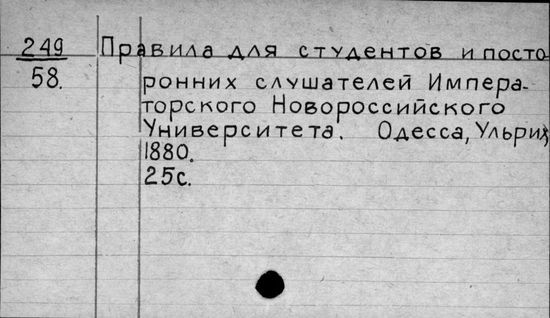 249 Правила для студентов и посто
58. ронних слушателей Импера-
торского Новороссийского
Университета. Одесса, Ульрих
1880.
25с.